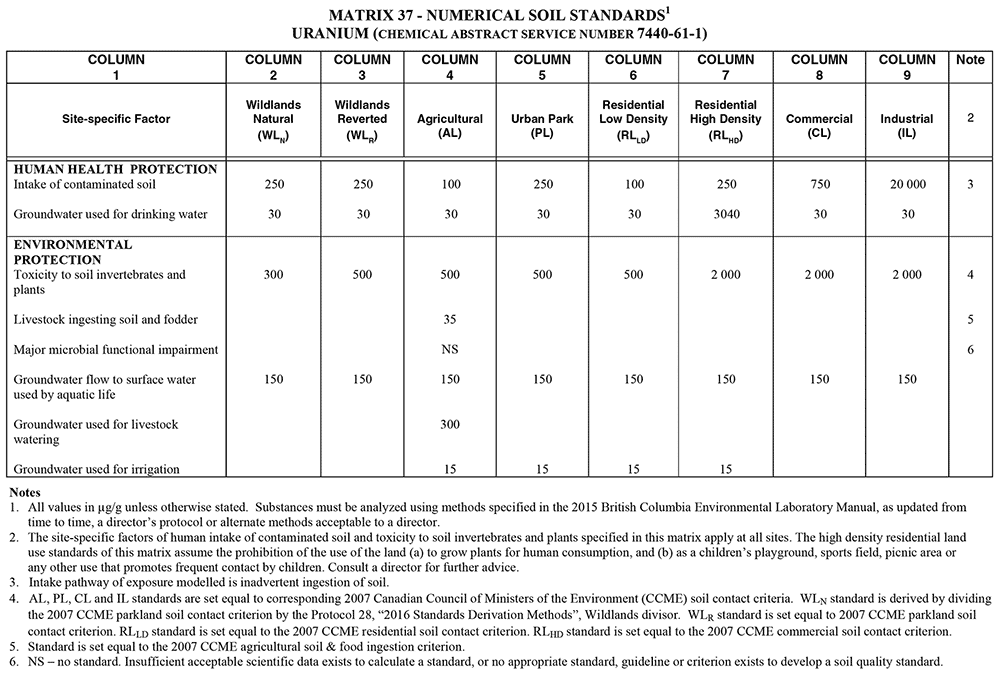 MATRIX 37 - NUMERICAL SOIL STANDARDS1
URANIUM (CHEMICAL ABSTRACT SERVICE NUMBER 7440-61-1)
COLUMN 1 COLUMN 2 COLUMN 3 COLUMN 4 COLUMN 5 COLUMN 6 COLUMN 7 COLUMN 8 COLUMN 9 Note
Site-specific Factor Wildlands Natural (WLN) Wildlands Reverted (WLR) Agricultural (AL) Urban Park (PL) Residential Low Density (RLLD) Residential High Density (RLHD) Commercial (CL) Industrial (IL) 2
HUMAN HEALTH PROTECTION
Intake of contaminated soil 250 250 100 250 100 250 750 20 000 3
Groundwater used for drinking water 30 30 30 30 30 3040 30 30
ENVIRONMENTAL
PROTECTION
Toxicity to soil invertebrates and 300 500 500 500 500 2 000 2 000 2 000 4
plants
Livestock ingesting soil and fodder 35 5
Major microbial functional impairment NS 6
Groundwater flow to surface water 150 150 150 150 150 150 150 150
used by aquatic life
Groundwater used for livestock 300
watering
Groundwater used for irrigation 15 15 15 15
Notes
1. All values in µg/g unless otherwise stated. Substances must be analyzed using methods specified in the 2015 British Columbia Environmental Laboratory Manual, as updated from
time to time, a director's protocol or alternate methods acceptable to a director.
2. The site-specific factors of human intake of contaminated soil and toxicity to soil invertebrates and plants specified in this matrix apply at all sites. The high density residential land
use standards of this matrix assume the prohibition of the use of the land (a) to grow plants for human consumption, and (b) as a children's playground, sports field, picnic area or
any other use that promotes frequent contact by children. Consult a director for further advice.
3. Intake pathway of exposure modelled is inadvertent ingestion of soil.
4. AL, PL, CL and IL standards are set equal to corresponding 2007 Canadian Council of Ministers of the Environment (CCME) soil contact criteria. WLN standard is derived by dividing
the 2007 CCME parkland soil contact criterion by the Protocol 28, "2016 Standards Derivation Methods", Wildlands divisor. WLR standard is set equal to 2007 CCME parkland soil
contact criterion. RLLD standard is set equal to the 2007 CCME residential soil contact criterion. RLHD standard is set equal to the 2007 CCME commercial soil contact criterion.
5. Standard is set equal to the 2007 CCME agricultural soil & food ingestion criterion.
6. NS – no standard. Insufficient acceptable scientific data exists to calculate a standard, or no appropriate standard, guideline or criterion exists to develop a soil quality standard.